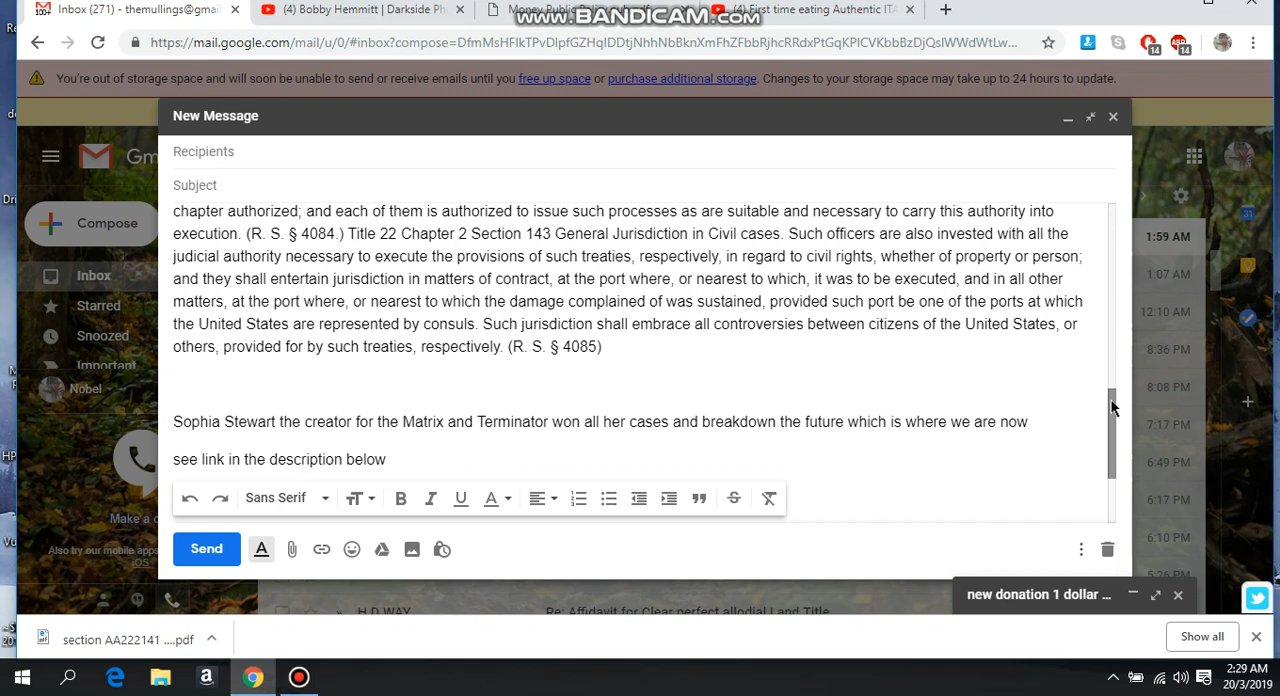 Inbox (271) - themullings@gmail
(4) Bobby Hemmitt | Darkside Ph
(4) First time eating Authentic ITA
www.BANDICAM.com
https://mail.google.com/mail/u/0/#inbox?compose=
You're out of storage space and will soon be unable to send or receive emails until you free up space or purchase additional storage. Changes to your storage space may take up to 24 hours to update.
New Message
Recipients
Subject
chapter authorized; and each of them is authorized to issue such processes as are suitable and necessary to carry this authority into
execution. (R. S. § 4084.) Title 22 Chapter 2 Section 143 General Jurisdiction in Civil cases. Such officers are also invested with all the
judicial authority necessary to execute the provisions of such treaties, respectively, in regard to civil rights, whether of property or person;
and they shall entertain jurisdiction in matters of contract, at the port where, or nearest to which, it was to be executed, and in all other
matters, at the port where, or nearest to which the damage complained of was sustained, provided such port be one of the ports at which
the United States are represented by consuls. Such jurisdiction shall embrace all controversies between citizens of the United States, or
others, provided for by such treaties, respectively. (R. S. § 4085)
Sophia Stewart the creator for the Matrix and Terminator won all her cases and breakdown the future which is where we are now
see link in the description below
Sans Serif
Send
Compose
Inbox
Starred
Snoozed
Important
Nobel
Make a c
Also try our mobile apps
iOS
1:59 AM
1:07 AM
12:10 AM
8:36 PM
8:08 PM
7:17 PM
6:49 PM
6:17 PM
6:10 PM
5:26 PM
H.D.WAY
Re: Affidavit for Clear perfect allodial Land Title
new donation 1 dollar ...
section AA222141 ....pdf
Show all
2:29 AM
20/3/2019